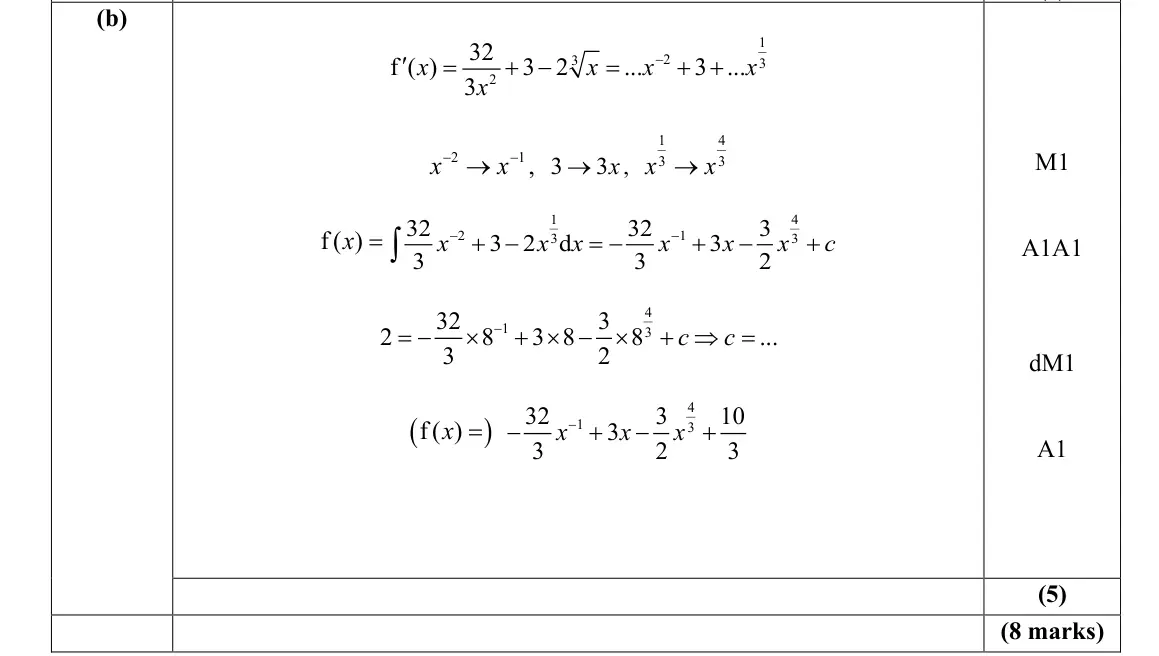 (b)
f′(x) = 32/(3x²) + 3 − 2∛x = ...x⁻² + 3 + ...x^(1/3)
x⁻² → x⁻¹, 3 → 3x, x^(1/3) → x^(4/3) M1
f(x) = ∫ 32/3 x⁻² + 3 − 2x^(1/3) dx = − 32/3 x⁻¹ + 3x − 3/2 x^(4/3) + c A1A1
2 = − 32/3 × 8⁻¹ + 3 × 8 − 3/2 × 8^(4/3) + c ⇒ c = ... dM1
(f(x) =) − 32/3 x⁻¹ + 3x − 3/2 x^(4/3) + 10/3 A1
(5)
(8 marks)